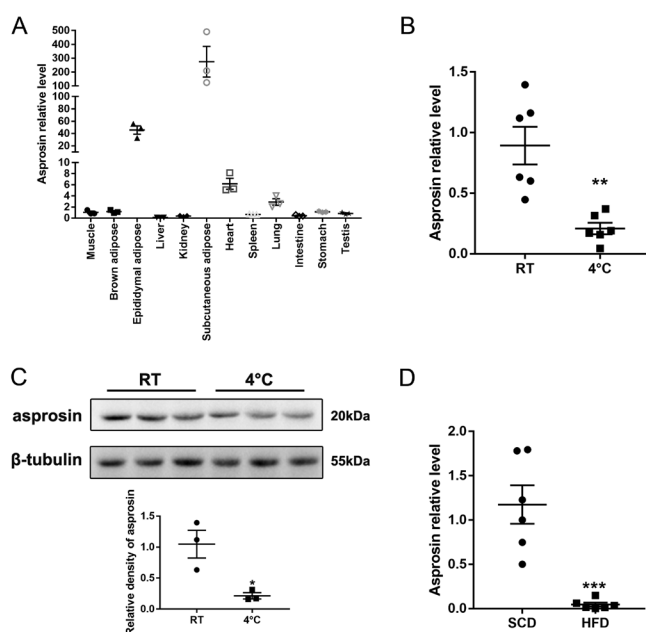 A
Asprosin relative level
500
400
300
200
100
100
80
60
40
20
8
6
4
2
0
Muscle
Brown adipose
Epididymal adipose
Liver
Kidney
Subcutaneous adipose
Heart
Spleen
Lung
Intestine
Stomach
Testis
B
Asprosin relative level
1.5
1.0
0.5
0.0
**
RT
4°C
C
RT
4°C
asprosin
20kDa
β-tubulin
55kDa
Relative density of asprosin
1.5
1.0
0.5
0.0
*
RT
4°C
D
Asprosin relative level
2.0
1.5
1.0
0.5
0.0
***
SCD
HFD